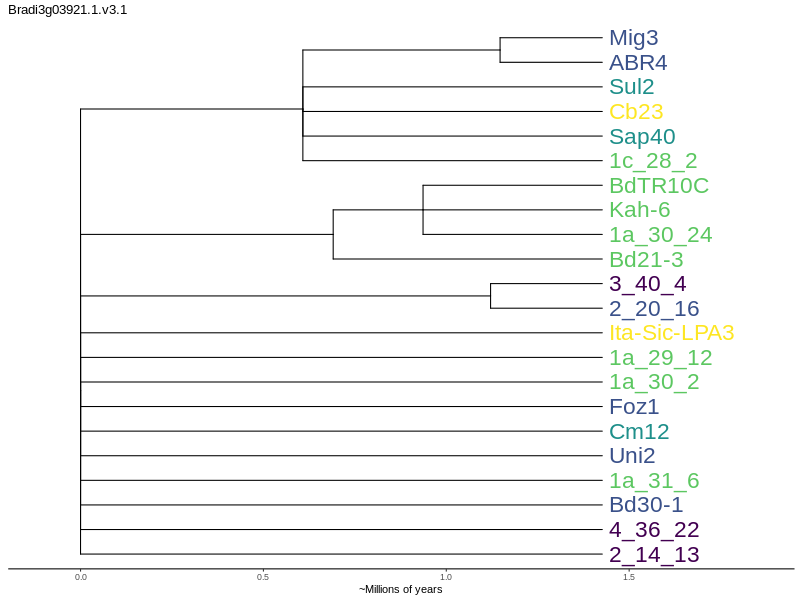 Bradi3g03921.1.v3.1
Mig3
ABR4
Sul2
Cb23
Sap40
1c_28_2
BdTR10C
Kah-6
1a_30_24
Bd21-3
3_40_4
2_20_16
Ita-Sic-LPA3
1a_29_12
1a_30_2
Foz1
Cm12
Uni2
1a_31_6
Bd30-1
4_36_22
2_14_13
0.0 0.5 1.0 1.5
~Millions of years